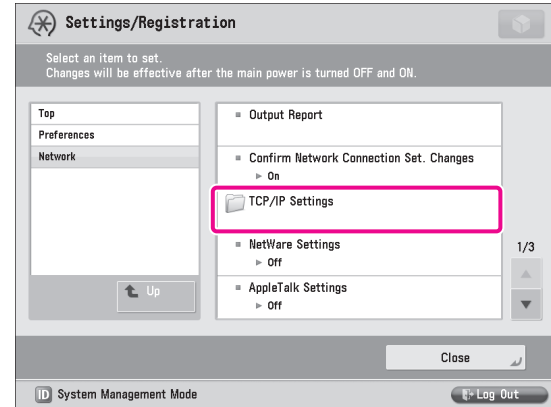 Settings/Registration
Select an item to set.
Changes will be effective after the main power is turned OFF and ON.
Top
Preferences
Network
Up
Output Report
Confirm Network Connection Set. Changes
► On
TCP/IP Settings
NetWare Settings
► Off
AppleTalk Settings
► Off
1/3
Close
ID System Management Mode
Log Out